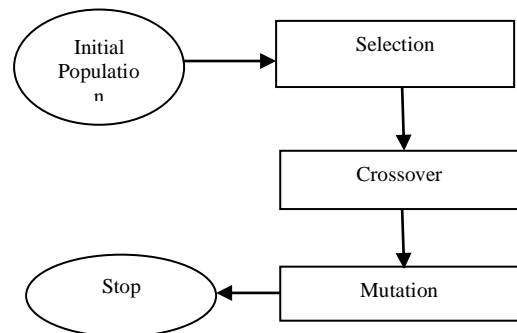 Initial
Populatio
n
Selection
Crossover
Stop
Mutation